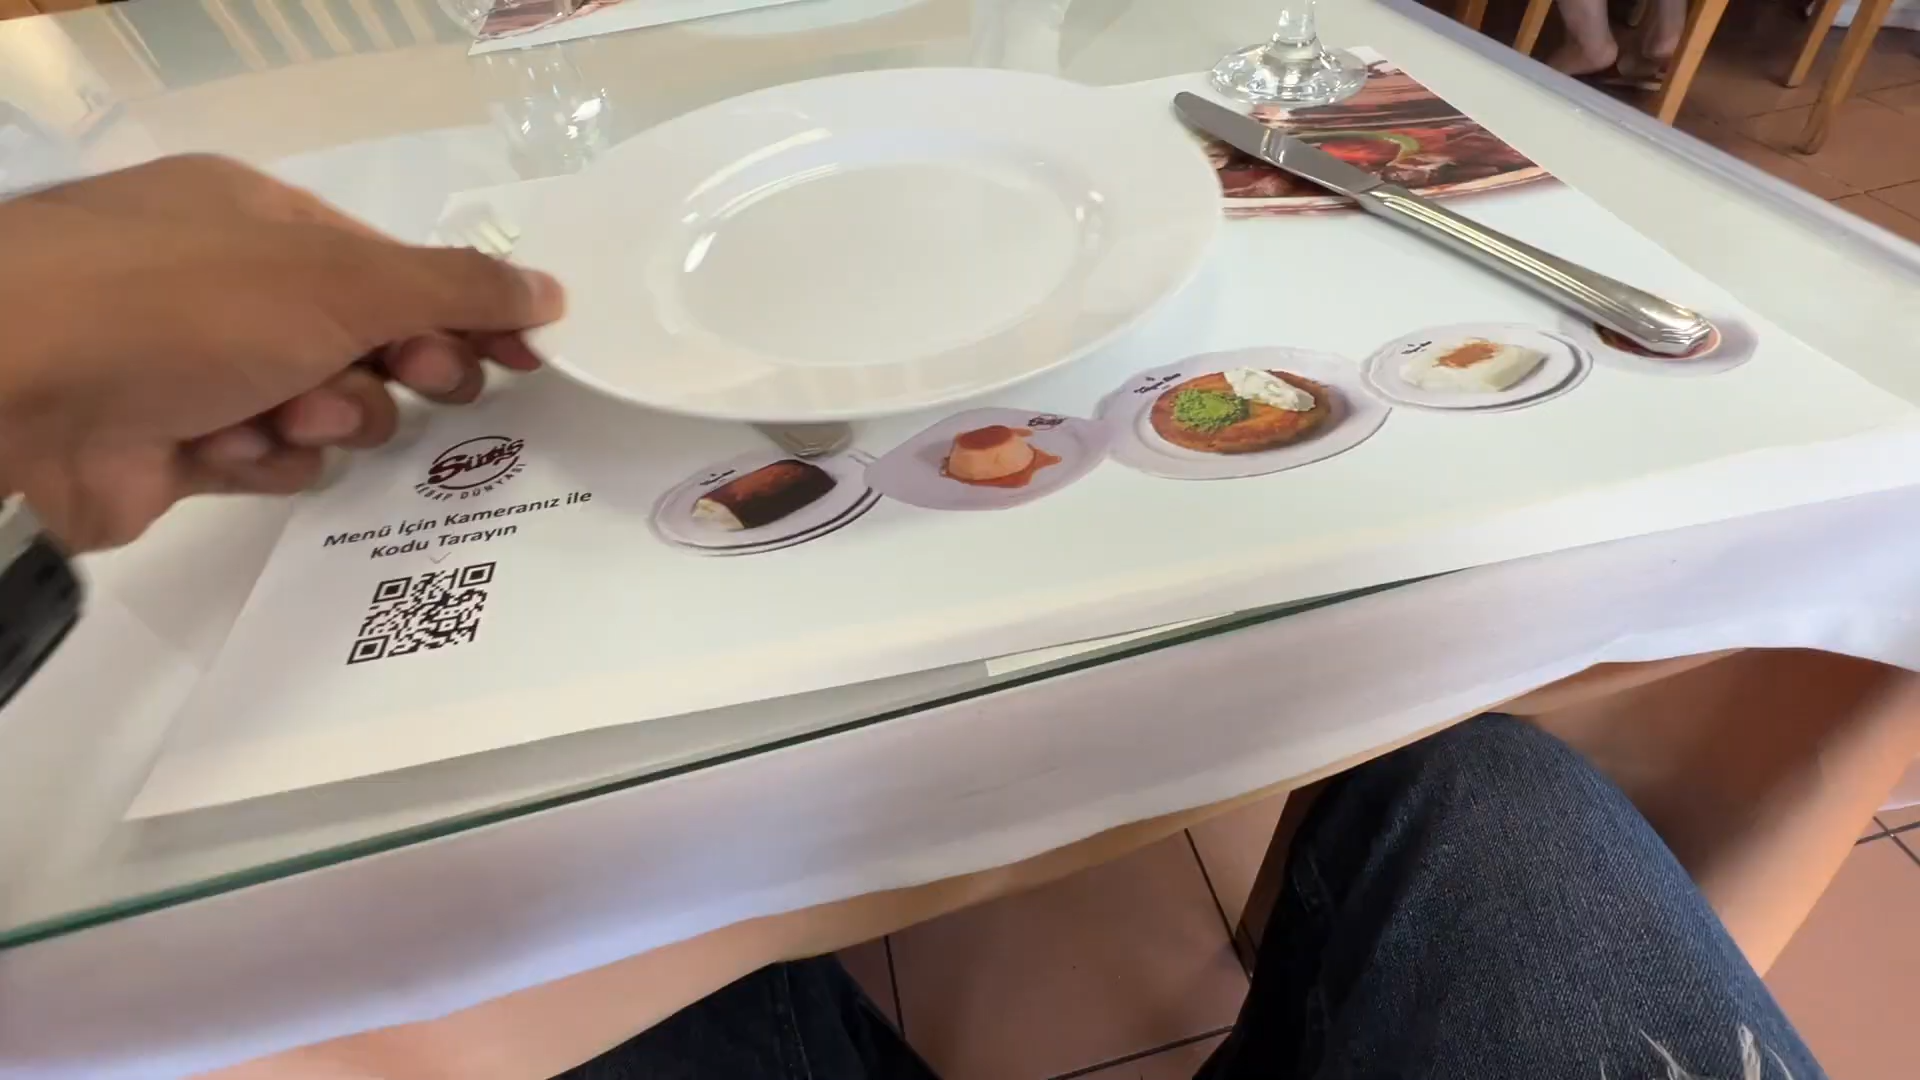 Sütiş
KEBAP DÜNYASI
Menü İçin Kameranız ile
Kodu Tarayın